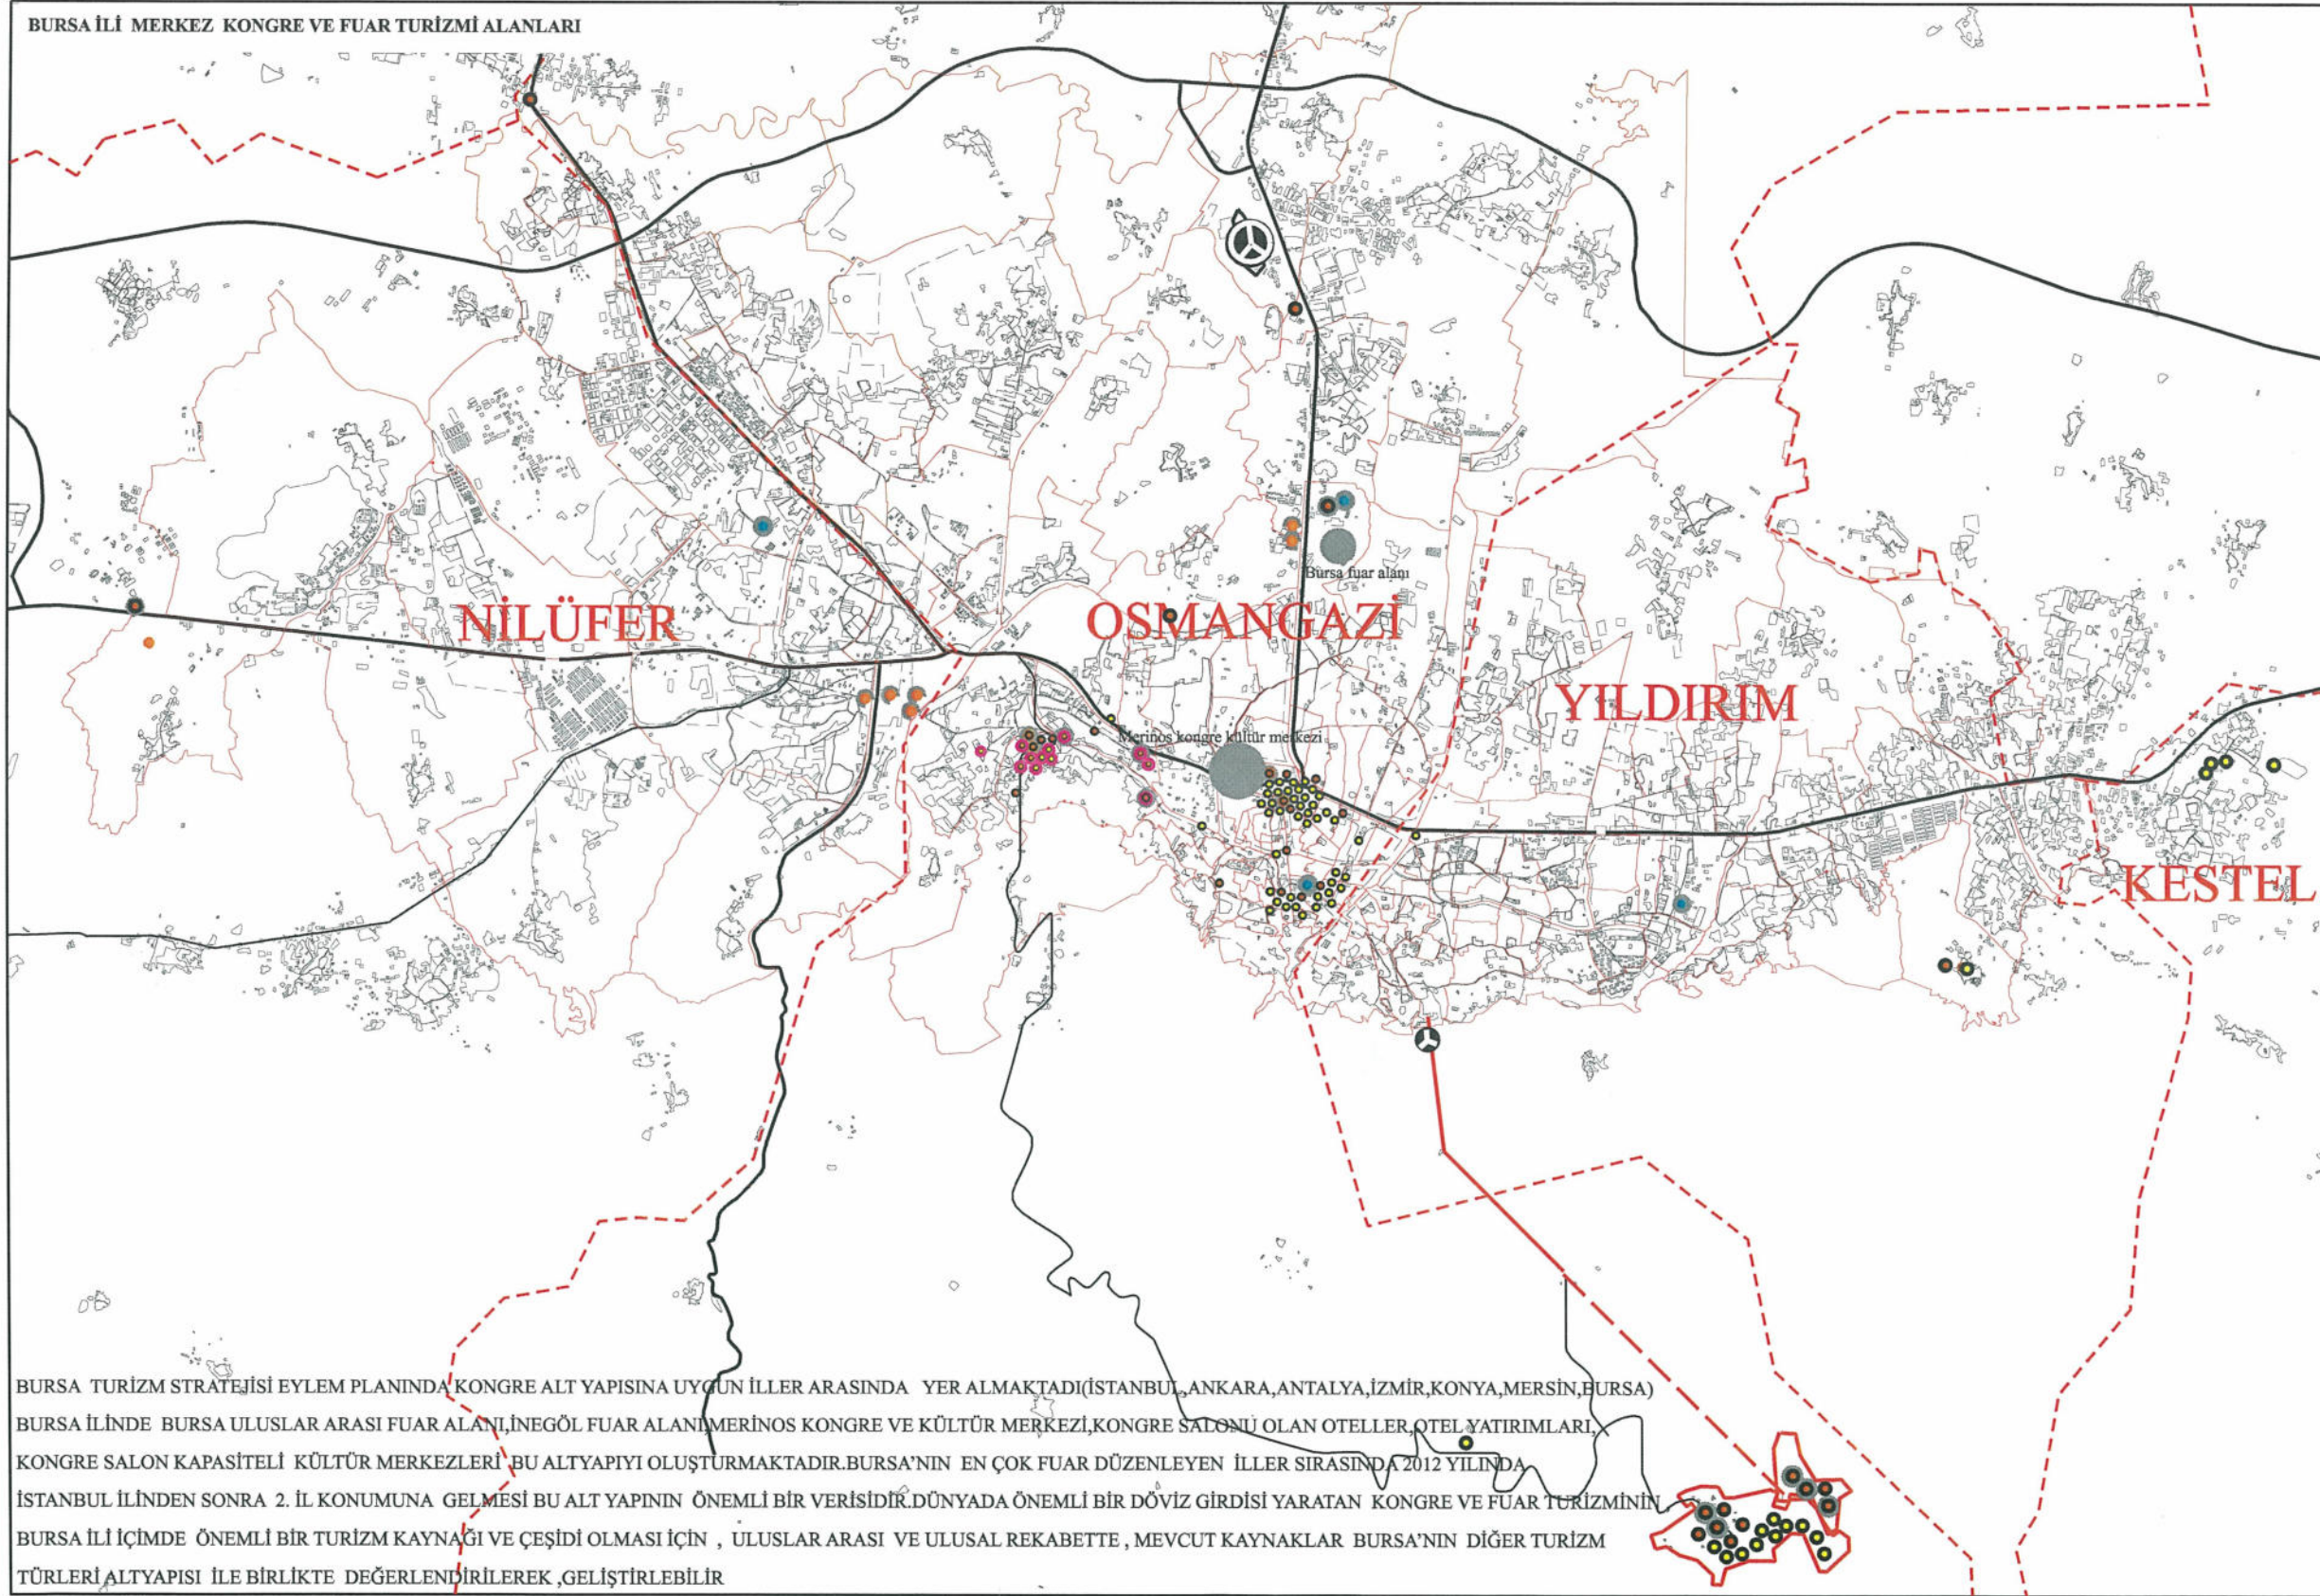 BURSA İLİ MERKEZ KONGRE VE FUAR TURİZMİ ALANLARI
Bursa fuar alanı
NİLÜFER
OSMANGAZİ
YILDIRIM
Merinos kongre kültür merkezi
KESTEL
BURSA TURİZM STRATEJİSİ EYLEM PLANINDA KONGRE ALT YAPISINA UYGUN İLLER ARASINDA YER ALMAKTADI(İSTANBUL,ANKARA,ANTALYA,İZMİR,KONYA,MERSİN,BURSA)
BURSA İLİNDE BURSA ULUSLAR ARASI FUAR ALANI,İNEGÖL FUAR ALANI,MERİNOS KONGRE VE KÜLTÜR MERKEZİ,KONGRE SALONU OLAN OTELLER,OTEL YATIRIMLARI,
KONGRE SALON KAPASİTELİ KÜLTÜR MERKEZLERİ BU ALTYAPIYI OLUŞTURMAKTADIR.BURSA'NIN EN ÇOK FUAR DÜZENLEYEN İLLER SIRASINDA 2012 YILINDA
İSTANBUL İLİNDEN SONRA 2. İL KONUMUNA GELMESİ BU ALT YAPININ ÖNEMLİ BİR VERİSİDİR.DÜNYADA ÖNEMLİ BİR DÖVİZ GİRDİSİ YARATAN KONGRE VE FUAR TURİZMİNİN
BURSA İLİ İÇİMDE ÖNEMLİ BİR TURİZM KAYNAĞI VE ÇEŞİDİ OLMASI İÇİN , ULUSLAR ARASI VE ULUSAL REKABETTE , MEVCUT KAYNAKLAR BURSA'NIN DİĞER TURİZM
TÜRLERİ ALTYAPISI İLE BİRLİKTE DEĞERLENDİRİLEREK ,GELİŞTİRLEBİLİR